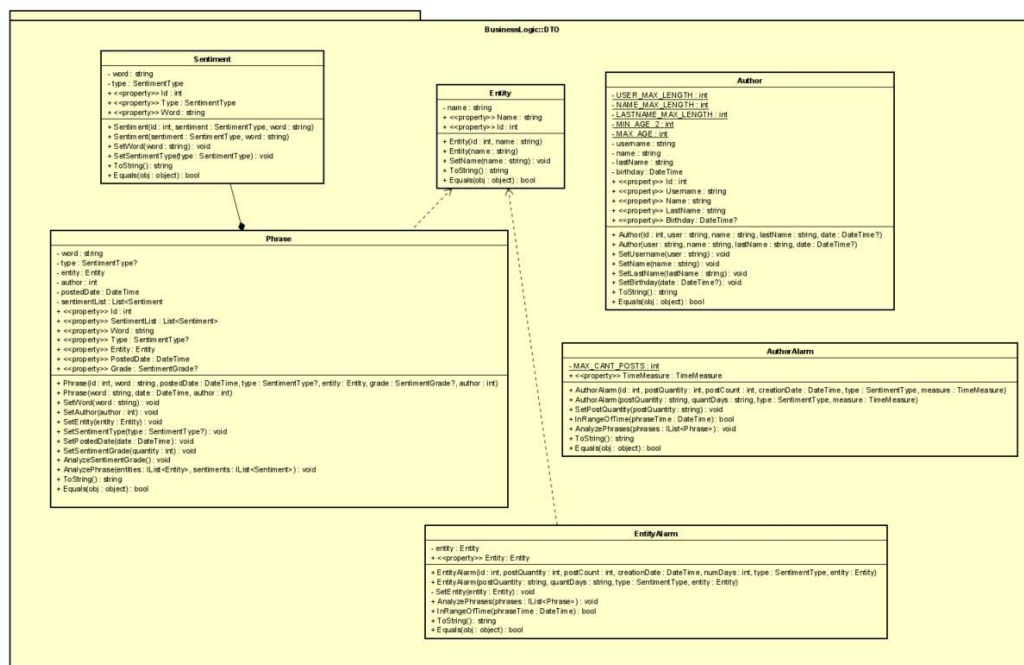 BusinessLogic::DTO
Sentiment
- word : string
- type : SentimentType
+ <<property>> Id : int
+ <<property>> Type : SentimentType
+ <<property>> Word : string
+ Sentiment(id : int, sentiment : SentimentType, word : string)
+ Sentiment(sentiment : SentimentType, word : string)
+ SetWord(word : string) : void
+ SetSentimentType(type : SentimentType) : void
+ ToString() : string
+ Equals(obj : object) : bool
Entity
- name : string
+ <<property>> Name : string
+ <<property>> Id : int
+ Entity(id : int, name : string)
+ Entity(name : string)
+ SetName(name : string) : void
+ ToString() : string
+ Equals(obj : object) : bool
Author
- USER_MAX_LENGTH : int
- NAME_MAX_LENGTH : int
- LASTNAME_MAX_LENGTH : int
- MIN_AGE_2 : int
- MAX_AGE : int
- username : string
- name : string
- lastName : string
- birthday : DateTime
+ <<property>> Id : int
+ <<property>> Username : string
+ <<property>> Name : string
+ <<property>> LastName : string
+ <<property>> Birthday : DateTime?
+ Author(id : int, user : string, name : string, lastName : string, date : DateTime?)
+ Author(user : string, name : string, lastName : string, date : DateTime?)
+ SetUsername(user : string) : void
+ SetName(name : string) : void
+ SetLastName(lastName : string) : void
+ SetBirthday(date : DateTime?) : void
+ ToString() : string
+ Equals(obj : object) : bool
Phrase
- word : string
- type : SentimentType?
- entity : Entity
- author : int
- postedDate : DateTime
- sentimentList : List<Sentiment
+ <<property>> Id : int
+ <<property>> SentimentList : List<Sentiment>
+ <<property>> Word : string
+ <<property>> Type : SentimentType?
+ <<property>> Entity : Entity
+ <<property>> PostedDate : DateTime
+ <<property>> Grade : SentimentGrade?
+ Phrase(id : int, word : string, postedDate : DateTime, type : SentimentType?, entity : Entity, grade : SentimentGrade?, author : int)
+ Phrase(word : string, date : DateTime, author : int)
+ SetWord(word : string) : void
+ SetAuthor(author : int) : void
+ SetEntity(entity : Entity) : void
+ SetSentimentType(type : SentimentType?) : void
+ SetPostedDate(date : DateTime) : void
+ SetSentimentGrade(quantity : int) : void
+ AnalyzeSentimentGrade() : void
+ AnalyzePhrase(entities : IList<Entity>, sentiments : IList<Sentiment>) : void
+ ToString() : string
+ Equals(obj : object) : bool
AuthorAlarm
- MAX_CANT_POSTS : int
+ <<property>> TimeMeasure : TimeMeasure
+ AuthorAlarm(id : int, postQuantity : int, postCount : int, creationDate : DateTime, type : SentimentType, measure : TimeMeasure)
+ AuthorAlarm(postQuantity : string, quantDays : string, type : SentimentType, measure : TimeMeasure)
+ SetPostQuantity(postQuantity : string) : void
+ InRangeOfTime(phraseTime : DateTime) : bool
+ AnalyzePhrases(phrases : IList<Phrase>) : void
+ ToString() : string
+ Equals(obj : object) : bool
EntityAlarm
- entity : Entity
+ <<property>> Entity : Entity
+ EntityAlarm(id : int, postQuantity : int, postCount : int, creationDate : DateTime, numDays : int, type : SentimentType, entity : Entity)
+ EntityAlarm(postQuantity : string, quantDays : string, type : SentimentType, entity : Entity)
- SetEntity(entity : Entity) : void
+ AnalyzePhrases(phrases : IList<Phrase>) : void
+ InRangeOfTime(phraseTime : DateTime) : bool
+ ToString() : string
+ Equals(obj : object) : bool